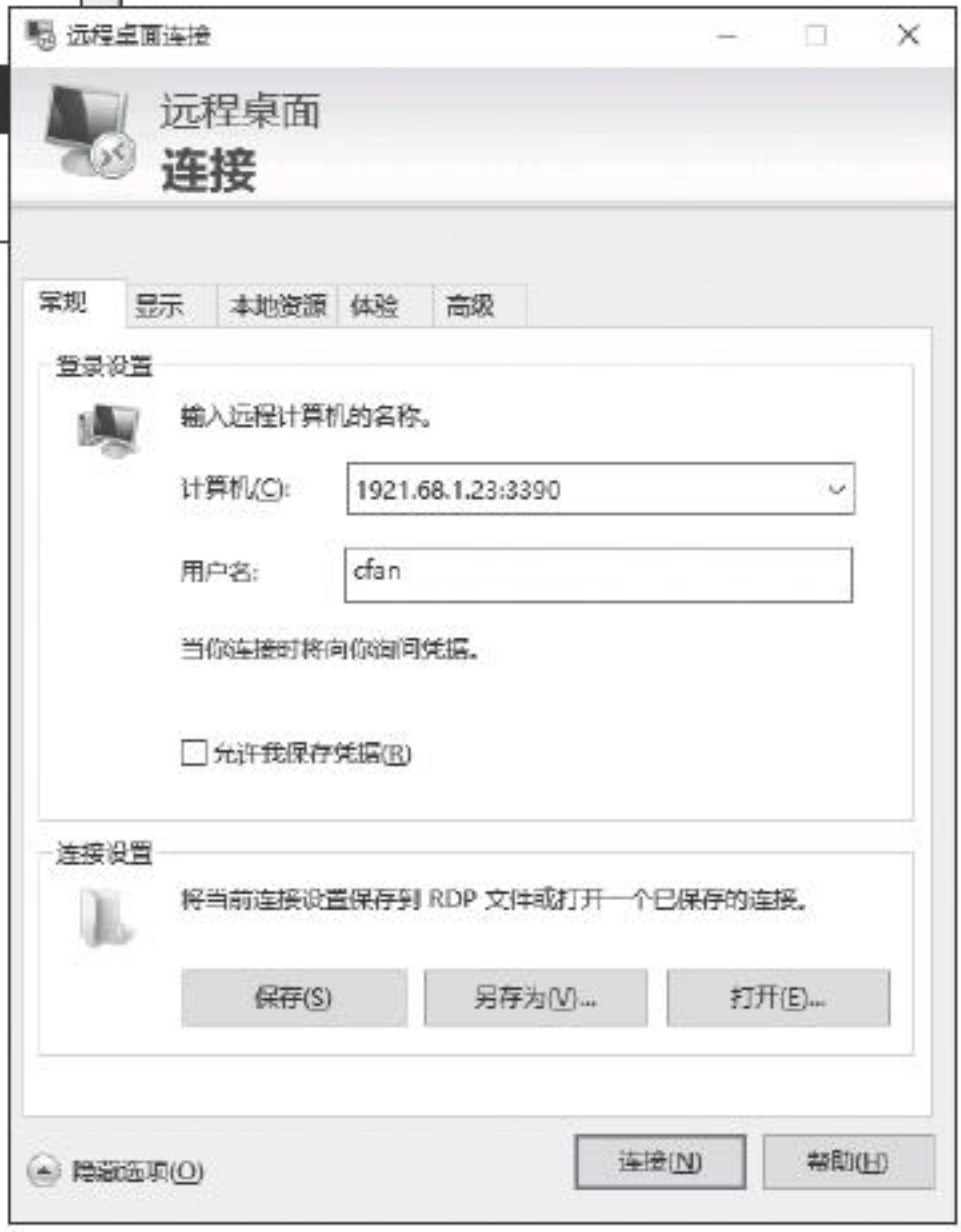 远程桌面连接
远程桌面
连接
常规 显示 本地资源 体验 高级
登录设置
输入远程计算机的名称。
计算机(C): 1921.68.1.23:3390
用户名: cfan
当你连接时将向你询问凭据。
允许我保存凭据(R)
连接设置
将当前连接设置保存到 RDP 文件或打开一个已保存的连接。
保存(S) 另存为(V)... 打开(E)...
隐藏选项(O) 连接(N) 帮助(H)